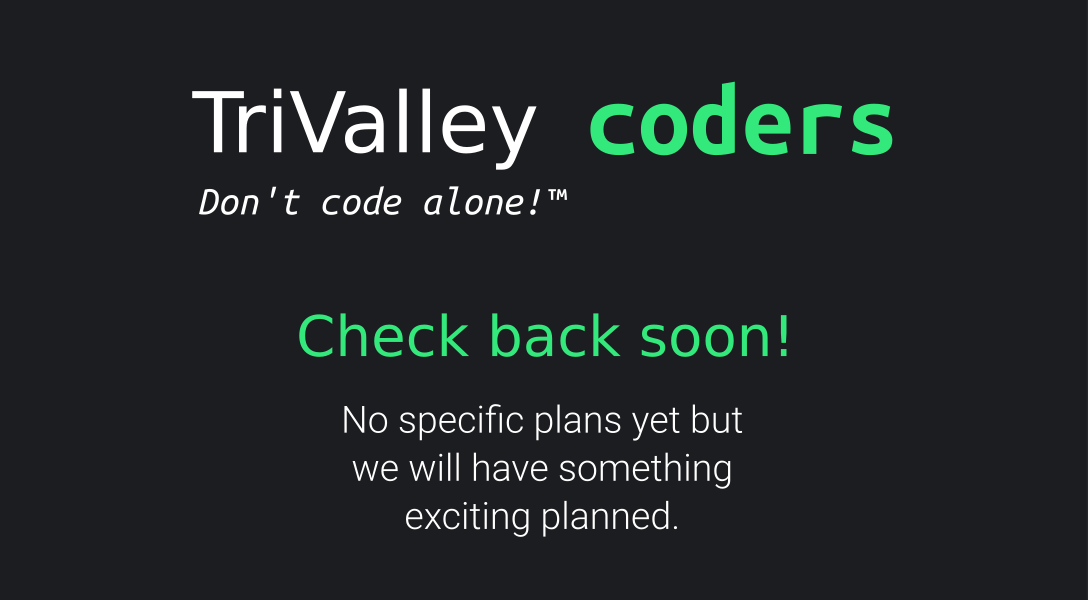 TriValley coders
Don't code alone!™
Check back soon!
No specific plans yet but
we will have something
exciting planned.